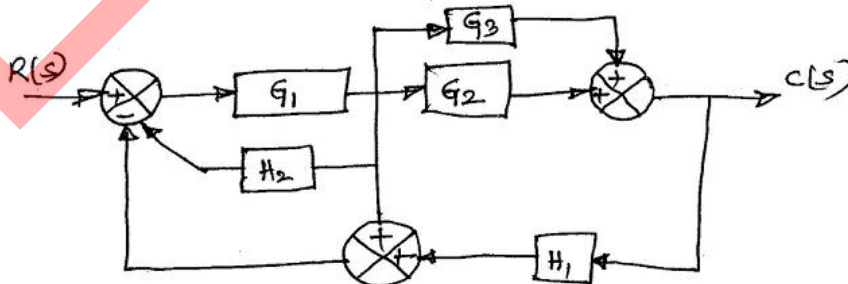 G3
R(s)
+
+
C(s)
G1
G2
+
-
H2
+
+
H1